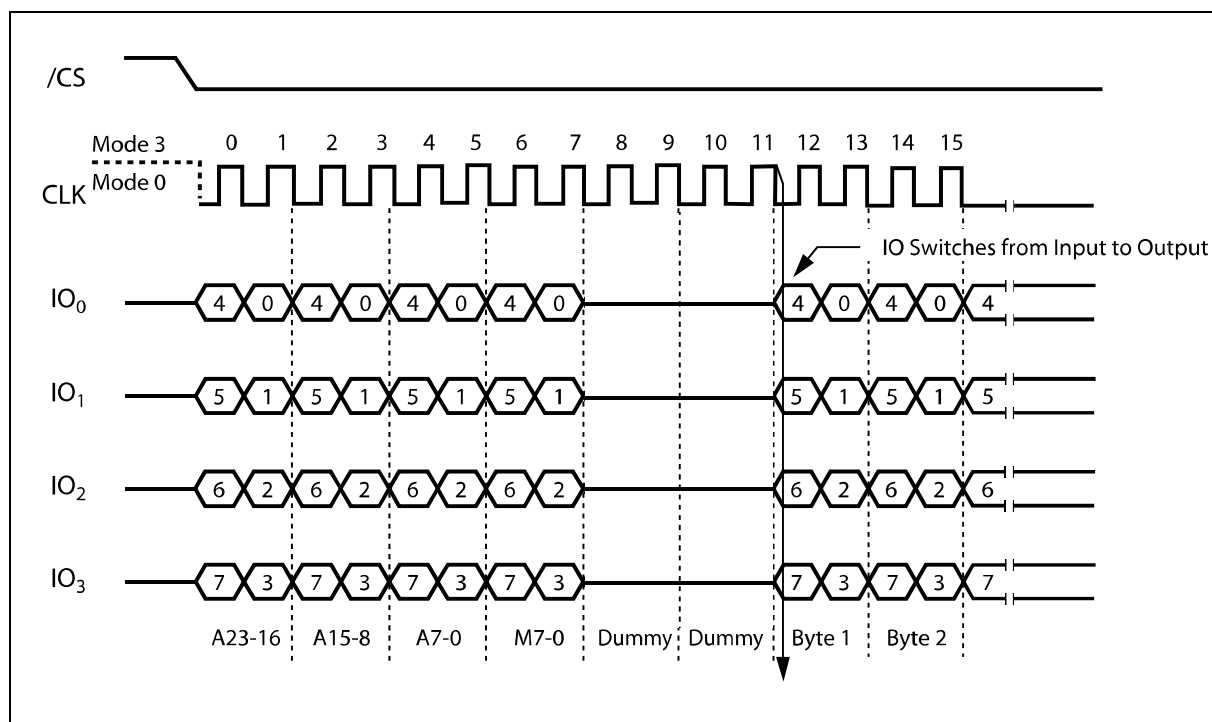 /CS
Mode 3 0 1 2 3 4 5 6 7 8 9 10 11 12 13 14 15
Mode 0
CLK
IO Switches from Input to Output
IO0 4 0 4 0 4 0 4 0 4 0 4 0 4
IO1 5 1 5 1 5 1 5 1 5 1 5 1 5
IO2 6 2 6 2 6 2 6 2 6 2 6 2 6
IO3 7 3 7 3 7 3 7 3 7 3 7 3 7
A23-16 A15-8 A7-0 M7-0 Dummy Dummy Byte 1 Byte 2